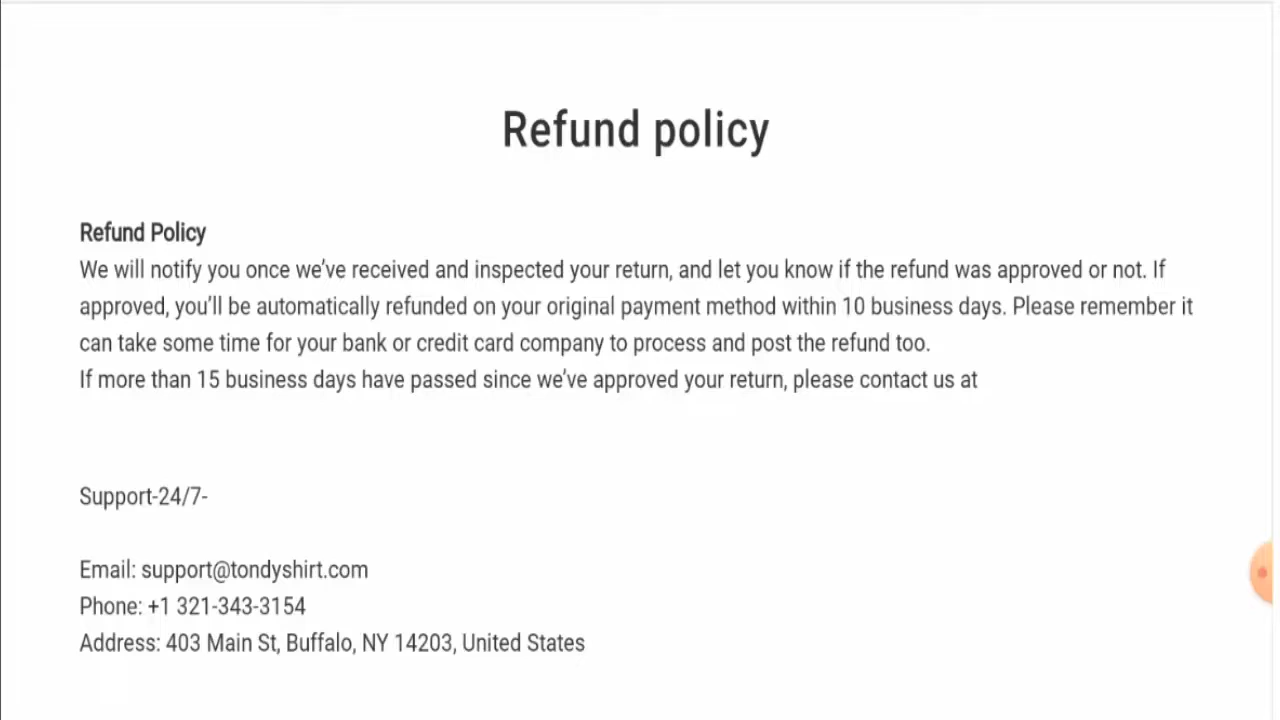 Refund policy
Refund Policy
We will notify you once we've received and inspected your return, and let you know if the refund was approved or not. If
approved, you'll be automatically refunded on your original payment method within 10 business days. Please remember it
can take some time for your bank or credit card company to process and post the refund too.
If more than 15 business days have passed since we've approved your return, please contact us at
Support-24/7-
Email: support@tondyshirt.com
Phone: +1 321-343-3154
Address: 403 Main St, Buffalo, NY 14203, United States